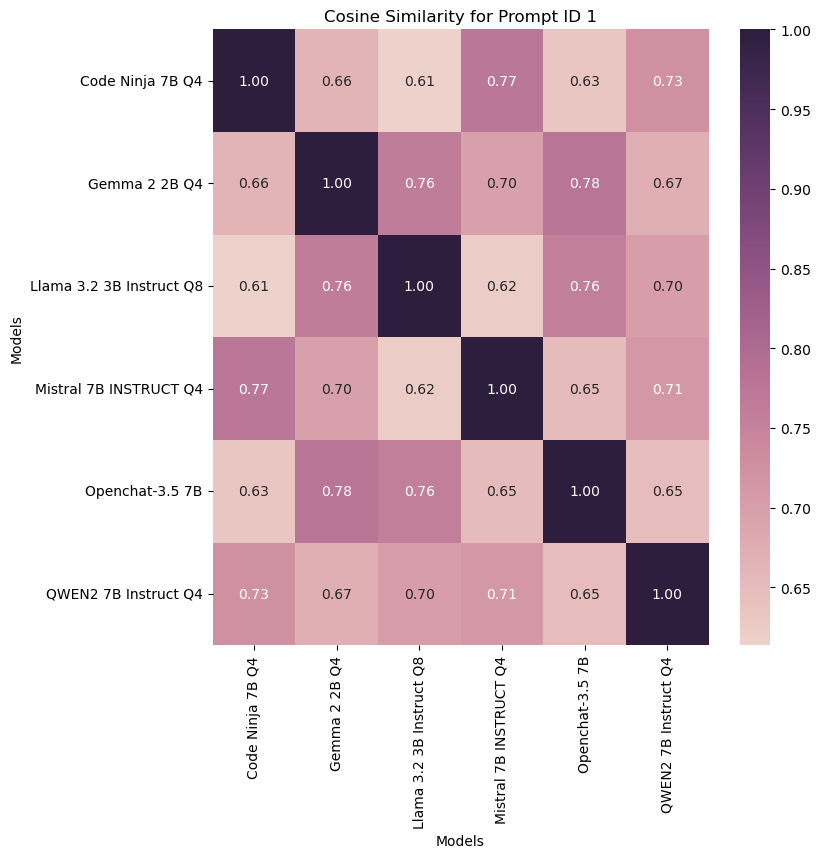 Cosine Similarity for Prompt ID 1
Code Ninja 7B Q4
1.00 0.66 0.61 0.77 0.63 0.73
Gemma 2 2B Q4
0.66 1.00 0.76 0.70 0.78 0.67
Llama 3.2 3B Instruct Q8
0.61 0.76 1.00 0.62 0.76 0.70
Mistral 7B INSTRUCT Q4
0.77 0.70 0.62 1.00 0.65 0.71
Openchat-3.5 7B
0.63 0.78 0.76 0.65 1.00 0.65
QWEN2 7B Instruct Q4
0.73 0.67 0.70 0.71 0.65 1.00
Models
Code Ninja 7B Q4
Gemma 2 2B Q4
Llama 3.2 3B Instruct Q8
Mistral 7B INSTRUCT Q4
Openchat-3.5 7B
QWEN2 7B Instruct Q4
Models
1.00
0.95
0.90
0.85
0.80
0.75
0.70
0.65